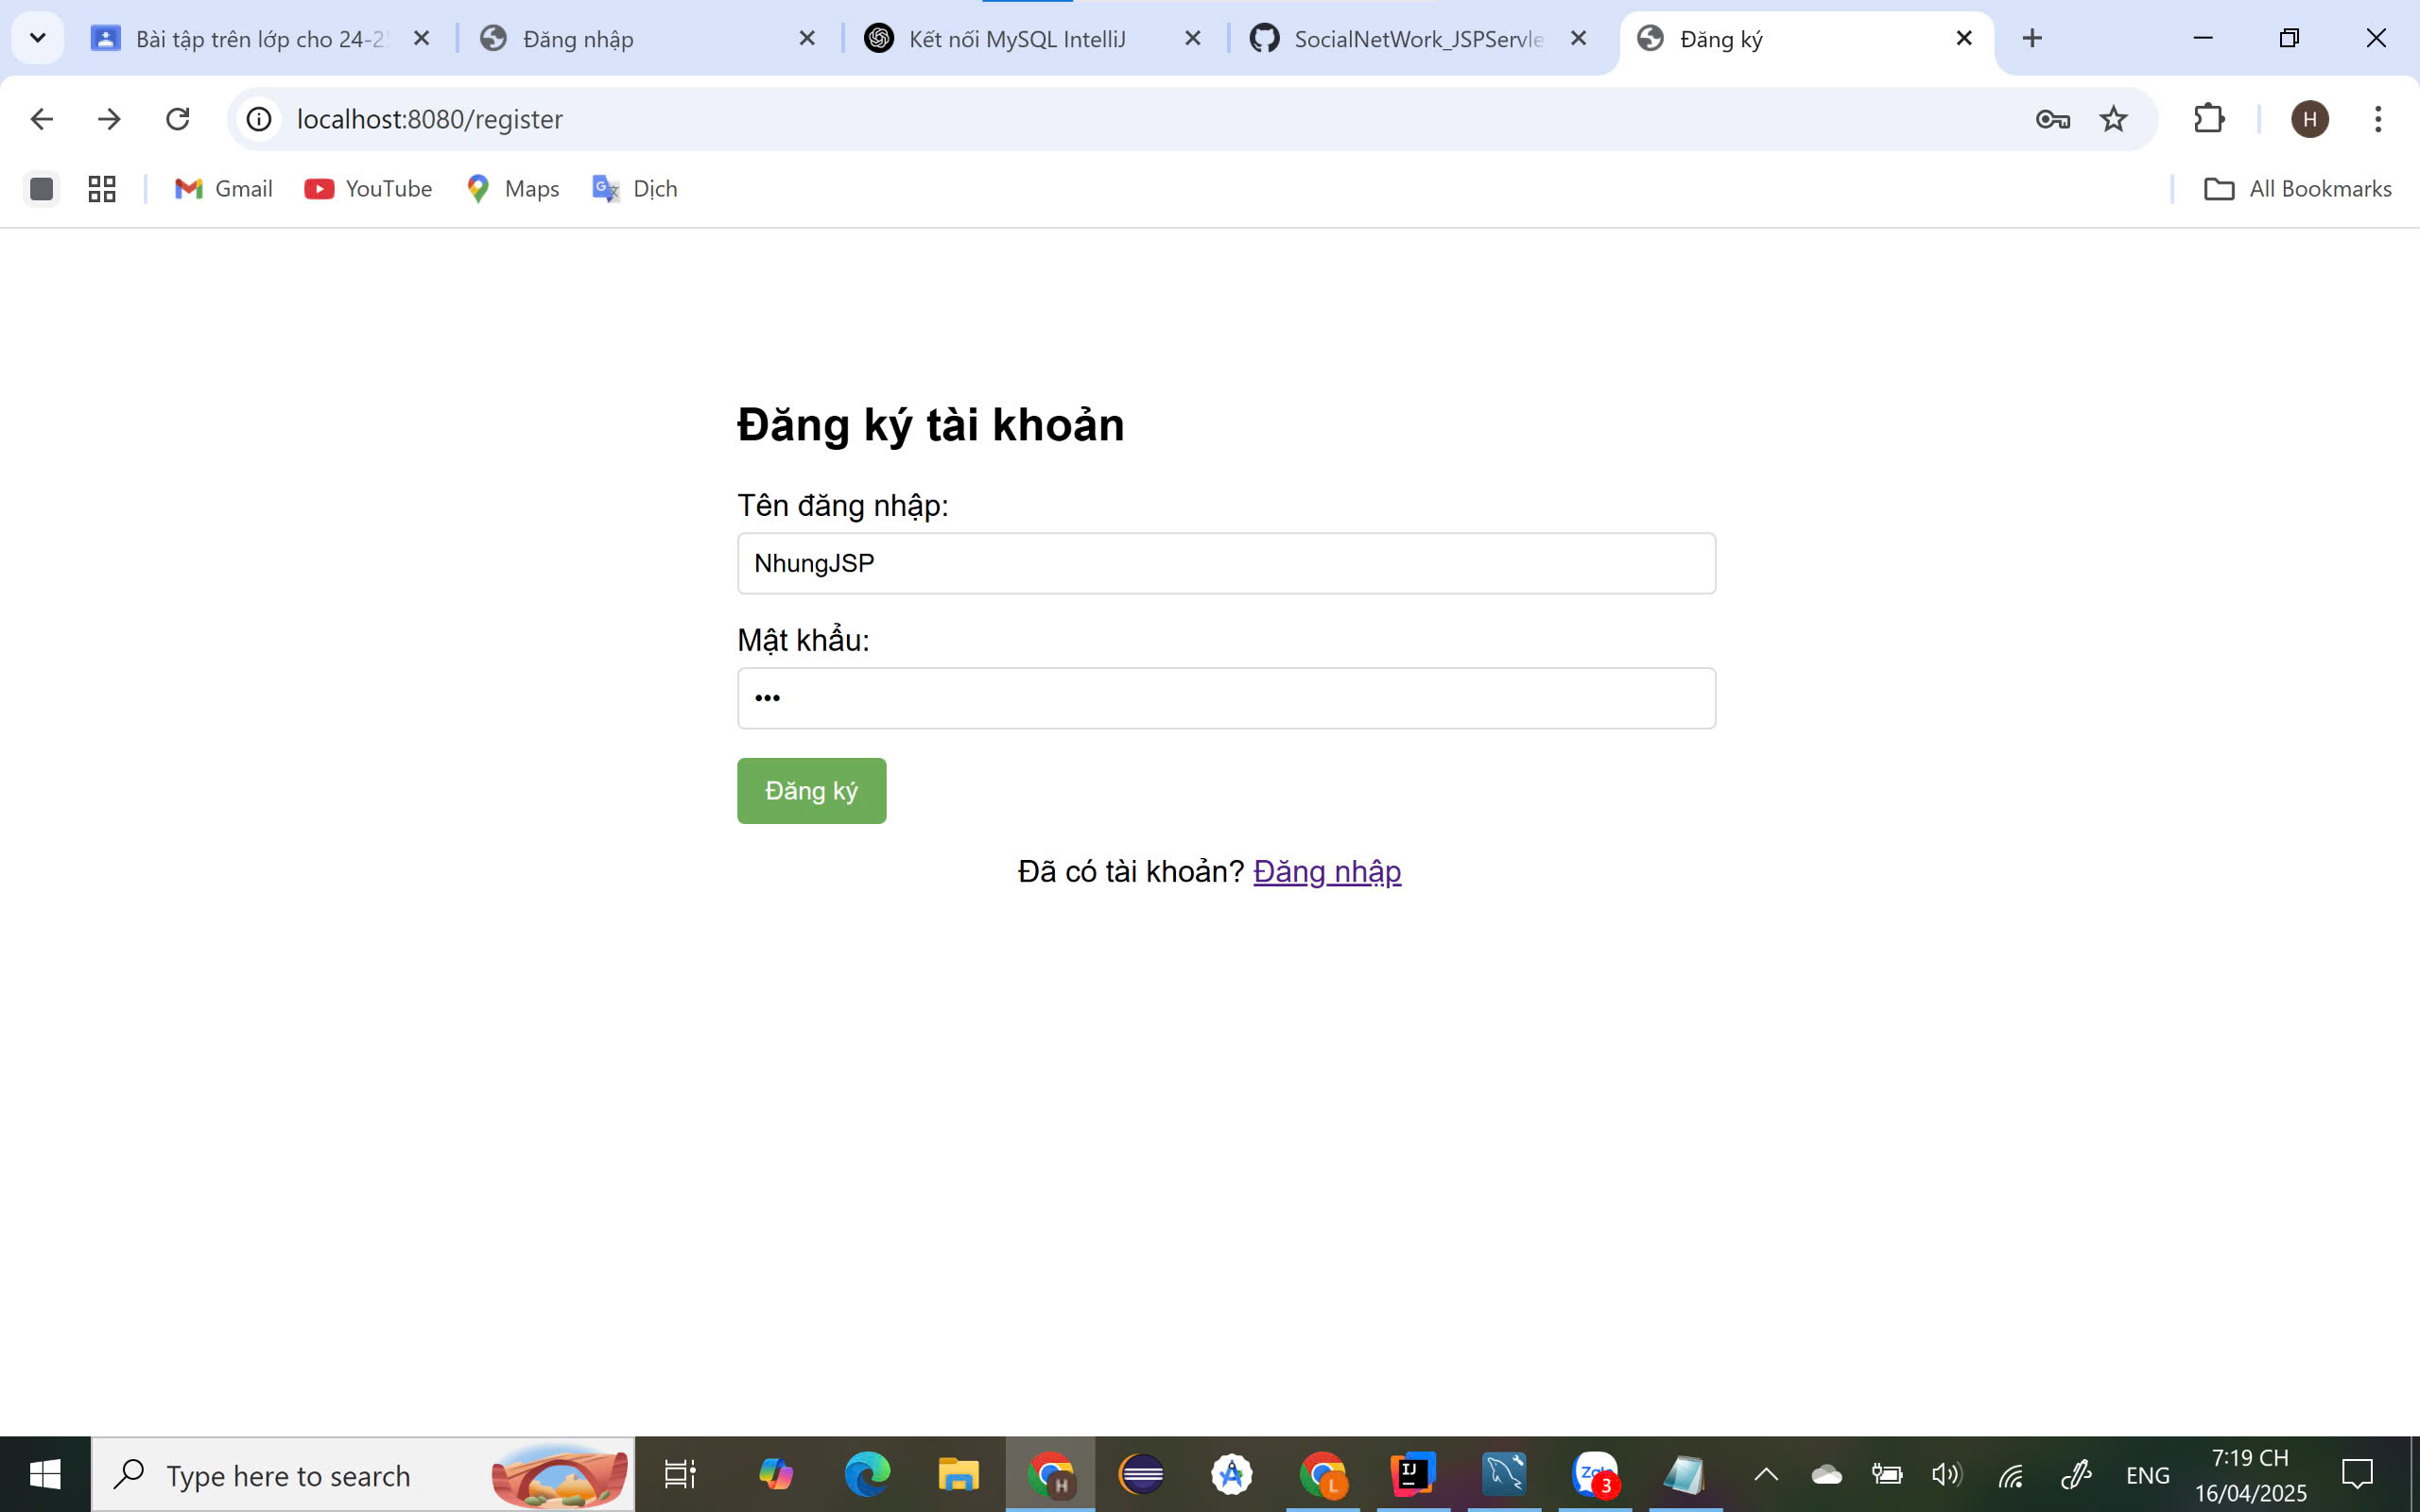 Bài tập trên lớp cho 24-2
Đăng nhập
Kết nối MySQL IntelliJ
SocialNetWork_JSPServle
Đăng ký
localhost:8080/register
H
Gmail
YouTube
Maps
Dịch
All Bookmarks
Đăng ký tài khoản
Tên đăng nhập:
NhungJSP
Mật khẩu:
•••
Đăng ký
Đã có tài khoản? Đăng nhập
Type here to search
H
L
IJ
Zalo
3
ENG
7:19 CH
16/04/2025